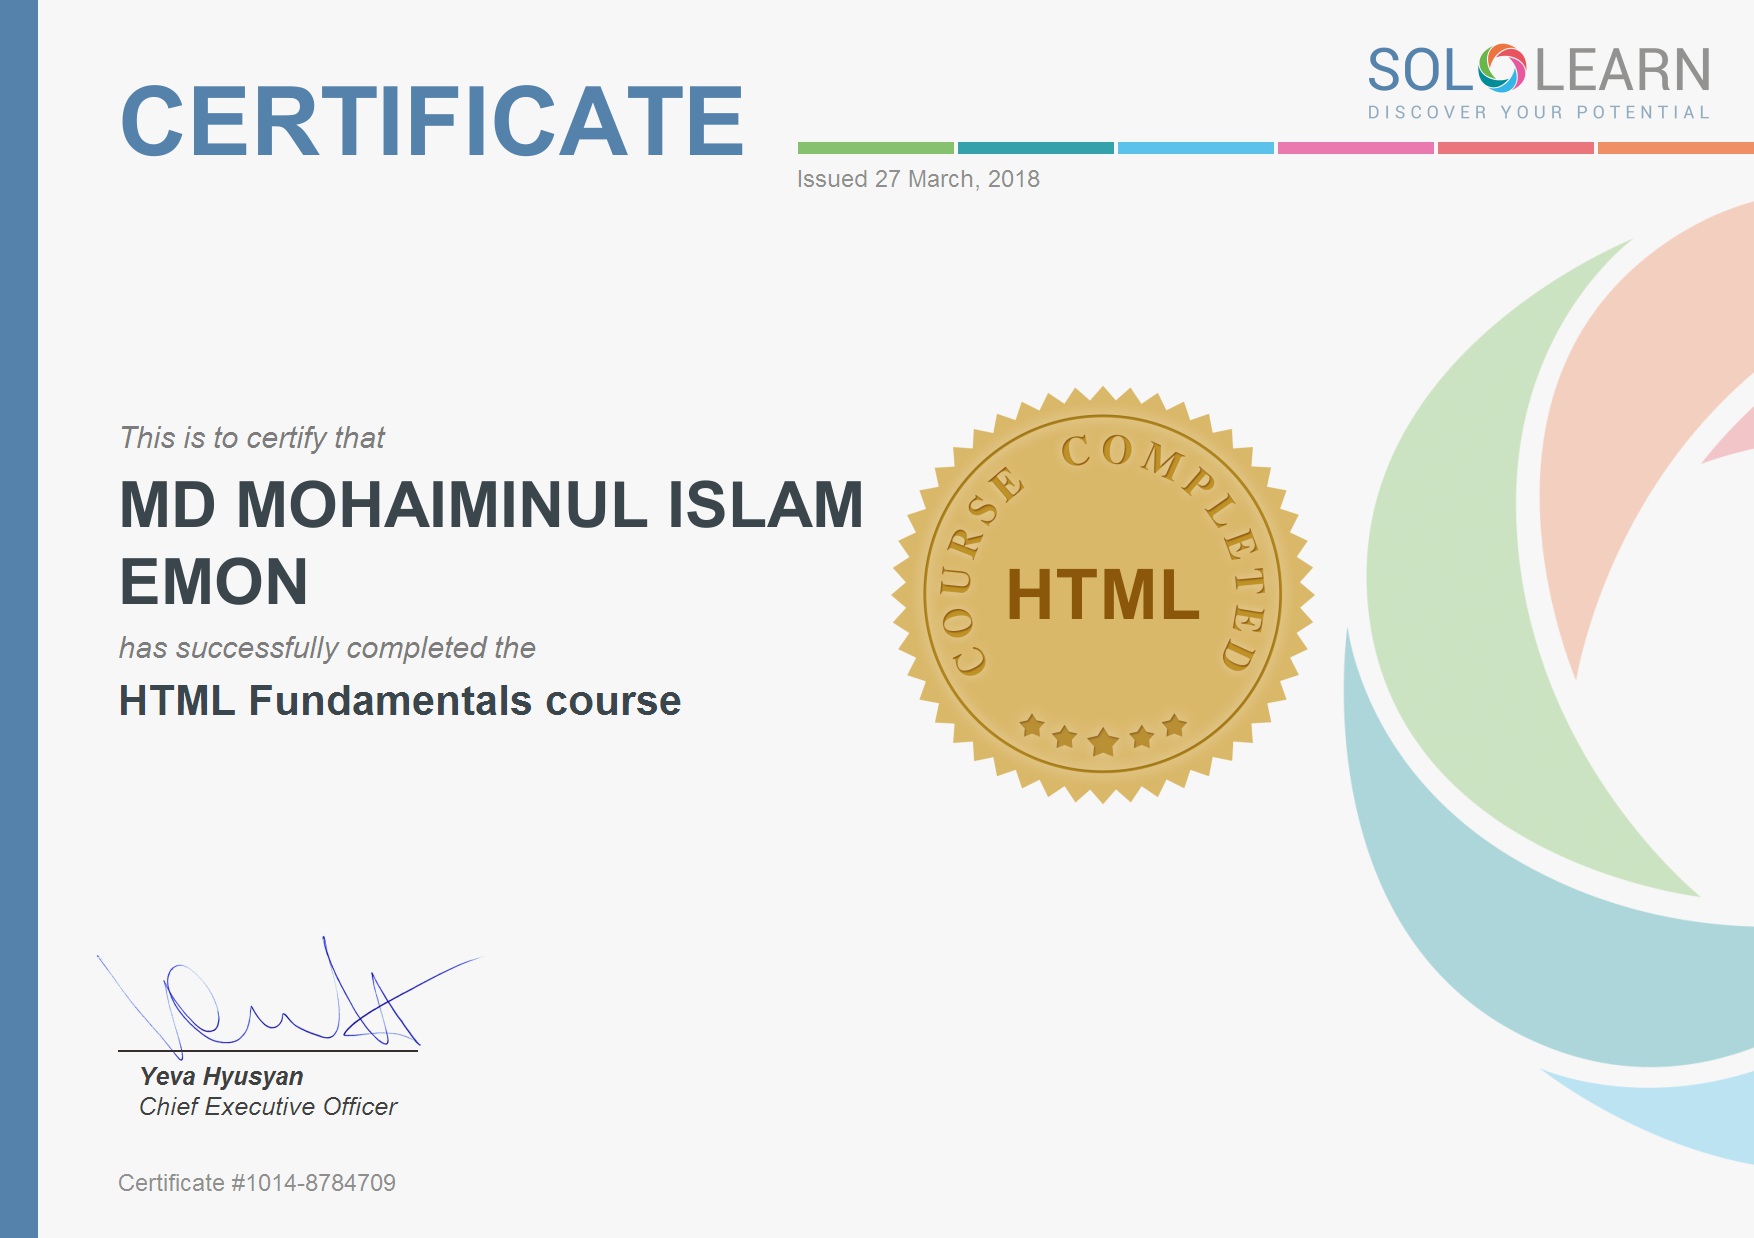 CERTIFICATE
SOLOLEARN
DISCOVER YOUR POTENTIAL
Issued 27 March, 2018
This is to certify that
MD MOHAIMINUL ISLAM
EMON
has successfully completed the
HTML Fundamentals course
COURSE COMPLETED
HTML
Yeva Hyusyan
Chief Executive Officer
Certificate #1014-8784709